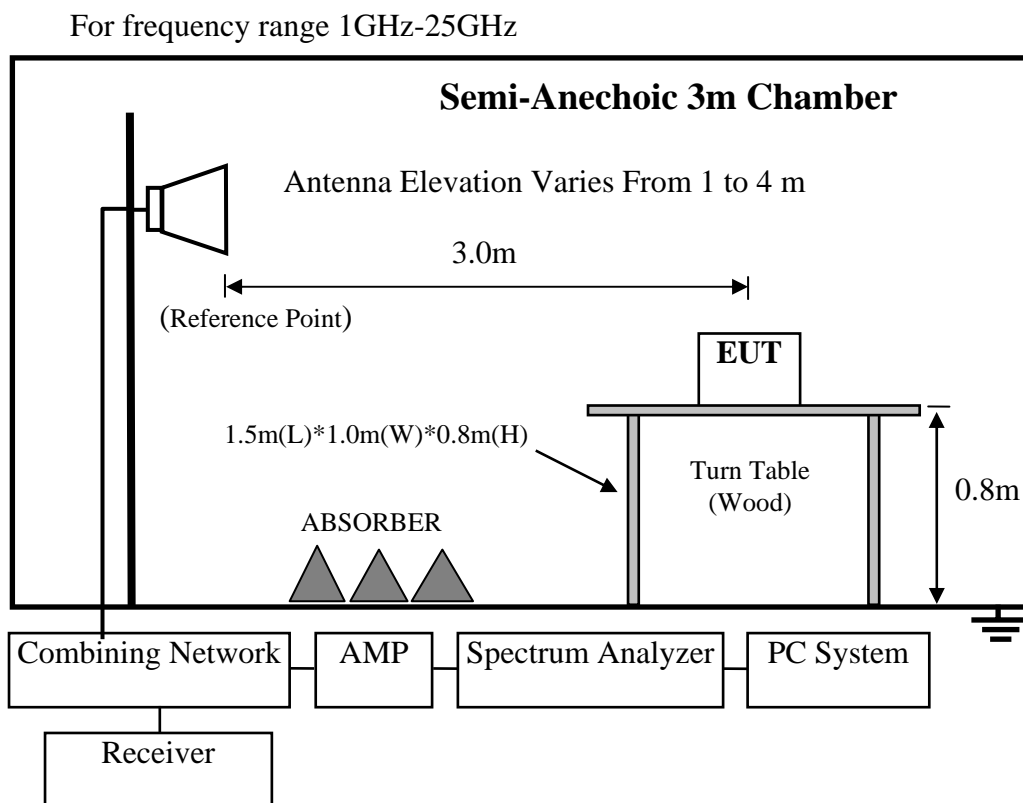 For frequency range 1GHz-25GHz
Semi-Anechoic 3m Chamber
Antenna Elevation Varies From 1 to 4 m
3.0m
(Reference Point)
EUT
1.5m(L)*1.0m(W)*0.8m(H)
Turn Table
(Wood)
0.8m
ABSORBER
Combining Network
AMP
Spectrum Analyzer
PC System
Receiver